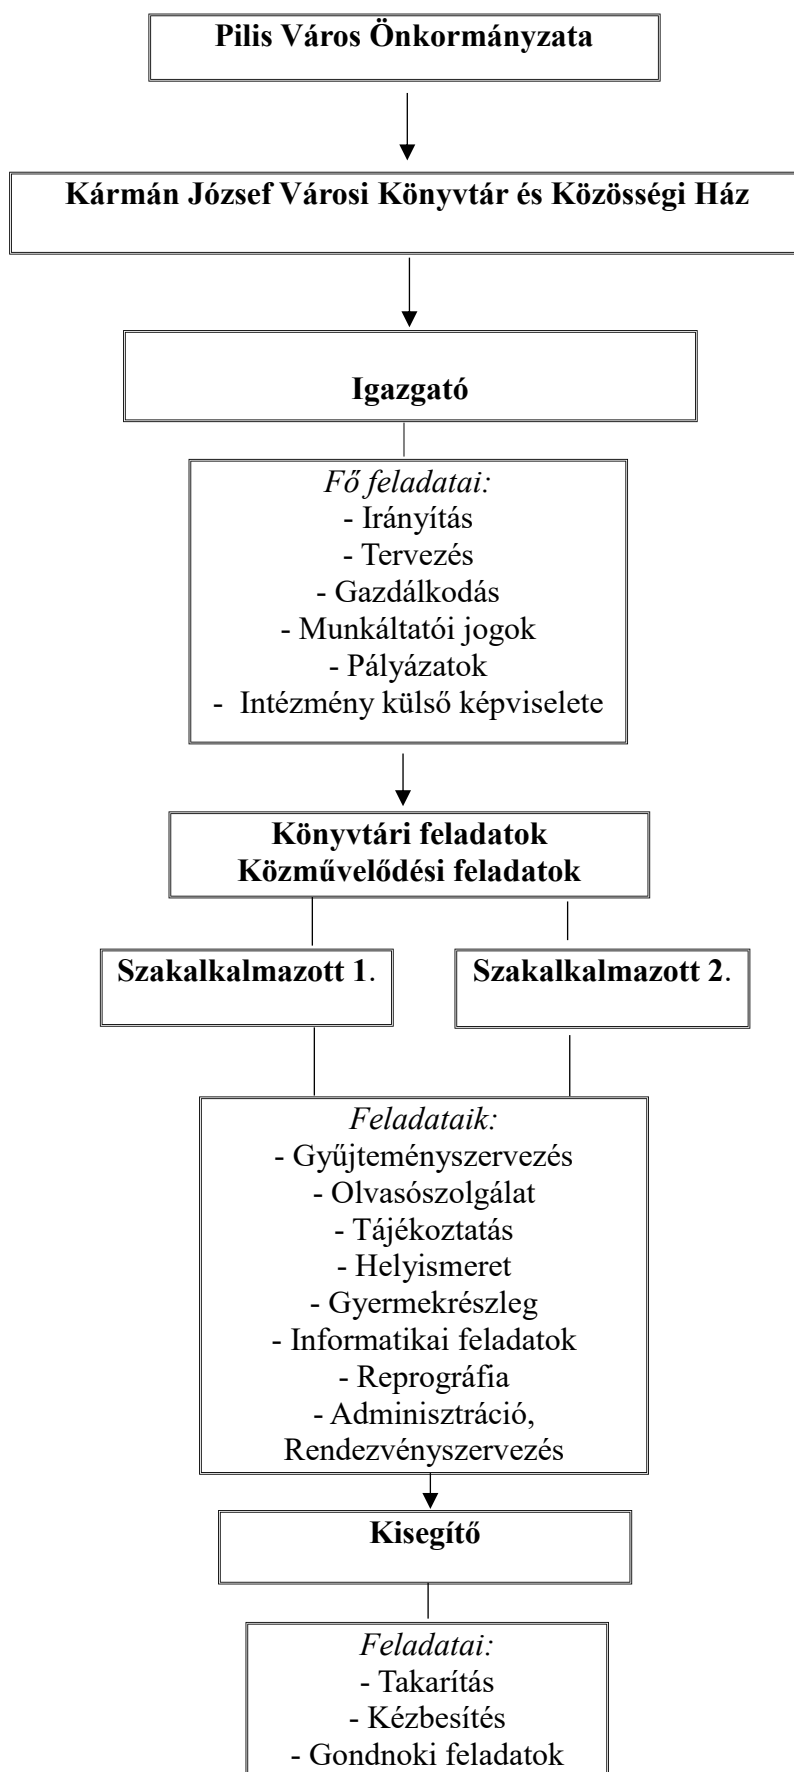 Pilis Város Önkormányzata
Kármán József Városi Könyvtár és Közösségi Ház
Igazgató
Fő feladatai:
- Irányítás
- Tervezés
- Gazdálkodás
- Munkáltatói jogok
- Pályázatok
- Intézmény külső képviselete
Könyvtári feladatok
Közművelődési feladatok
Szakalkalmazott 1.
Szakalkalmazott 2.
Feladataik:
- Gyűjteményszervezés
- Olvasószolgálat
- Tájékoztatás
- Helyismeret
- Gyermekrészleg
- Informatikai feladatok
- Reprográfia
- Adminisztráció,
Rendezvényszervezés
Kisegítő
Feladatai:
- Takarítás
- Kézbesítés
- Gondnoki feladatok